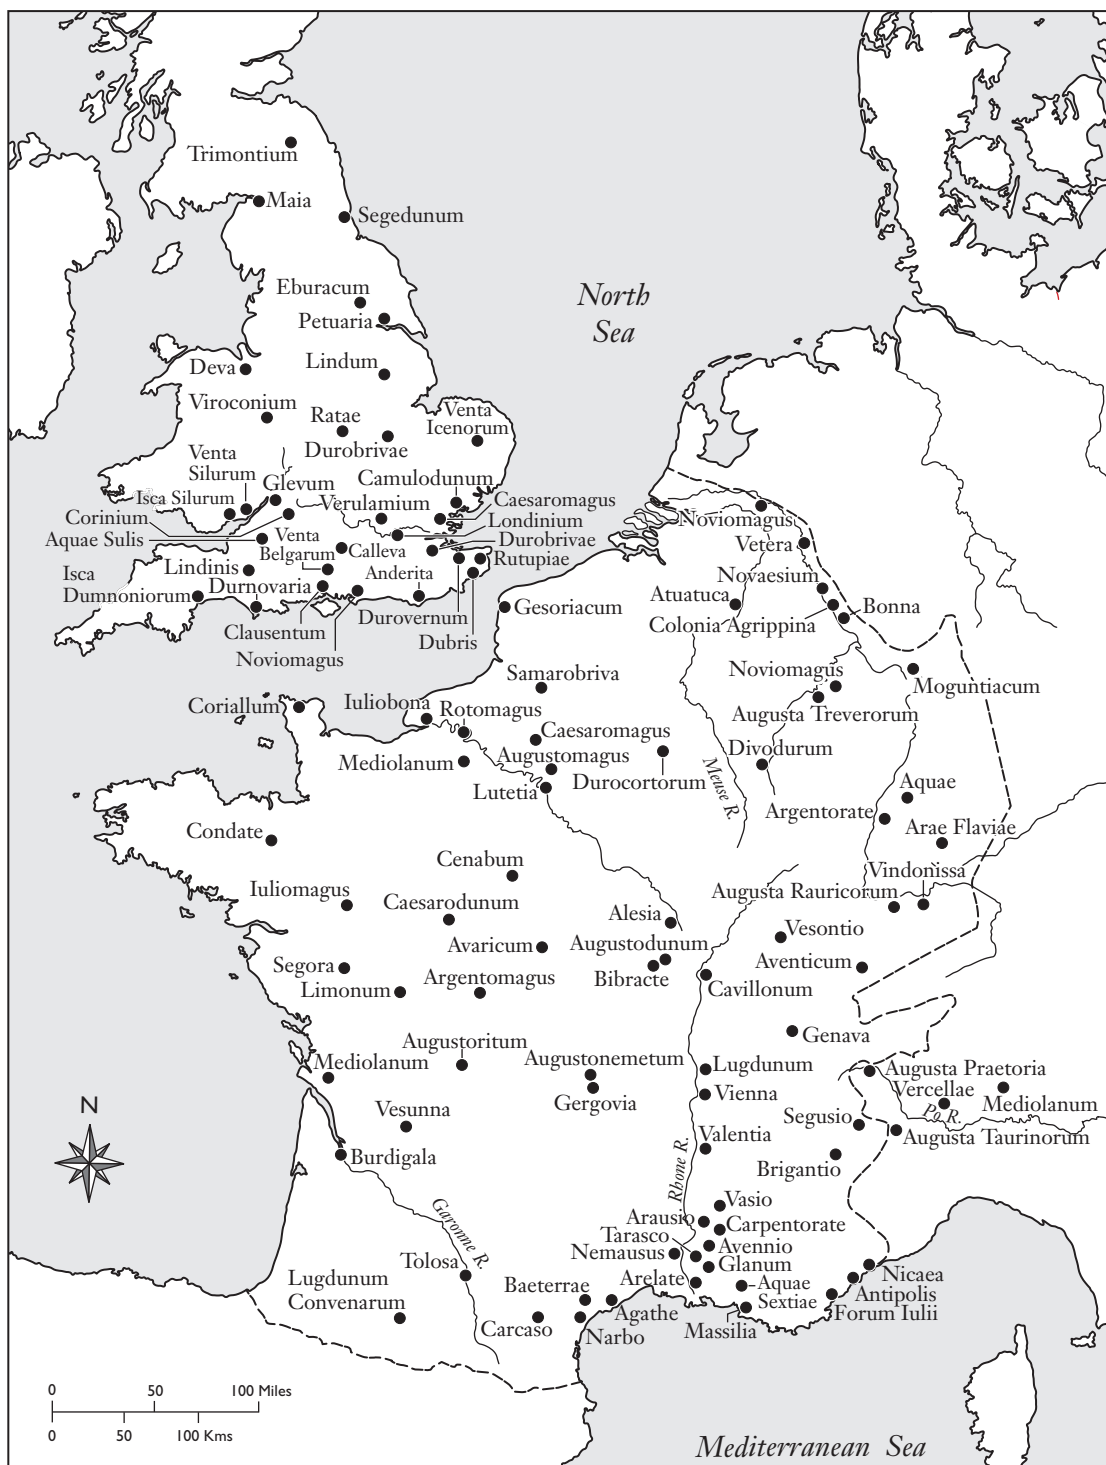 Trimontium
Maia
Segedunum
Eburacum
Petuaria
North
Sea
Deva
Lindum
Viroconium
Ratae
Durobrivae
Venta
Icenorum
Venta
Silurum
Glevum
Camulodunum
Isca Silurum
Verulamium
Caesaromagus
Corinium
Londinium
Aquae Sulis
Venta
Belgarum
Calleva
Durobrivae
Rutupiae
Isca
Dumnoniorum
Lindinis
Durnovaria
Anderita
Clausentum
Durovernum
Noviomagus
Dubris
Gesoriacum
Noviomagus
Vetera
Novaesium
Atuatuca
Colonia Agrippina
Bonna
Noviomagus
Moguntiacum
Augusta Treverorum
Samarobriva
Coriallum
Iuliobona
Rotomagus
Caesaromagus
Mediolanum
Augustomagus
Durocortorum
Divodurum
Meuse R.
Lutetia
Aquae
Argentorate
Arae Flaviae
Condate
Cenabum
Vindonissa
Augusta Rauricorum
Iuliomagus
Caesarodunum
Alesia
Vesontio
Avaricum
Augustodunum
Aventicum
Segora
Bibracte
Limonum
Argentomagus
Cavillonum
Genava
Augustoritum
Augustonemetum
Lugdunum
Augusta Praetoria
Mediolanum
Gergovia
Vienna
Vercellae
Mediolanum
Po R.
N
Vesunna
Segusio
Augusta Taurinorum
Valentia
Burdigala
Brigantio
Rhone R.
Garonne R.
Vasio
Arausio
Carpentorate
Tarasco
Avennio
Nemausus
Glanum
Tolosa
Arelate
Aquae
Sextiae
Nicaea
Antipolis
Forum Iulii
Lugdunum
Convenarum
Baeterrae
Agathe
Massilia
Carcaso
Narbo
0 50 100 Miles
0 50 100 Kms
Mediterranean Sea